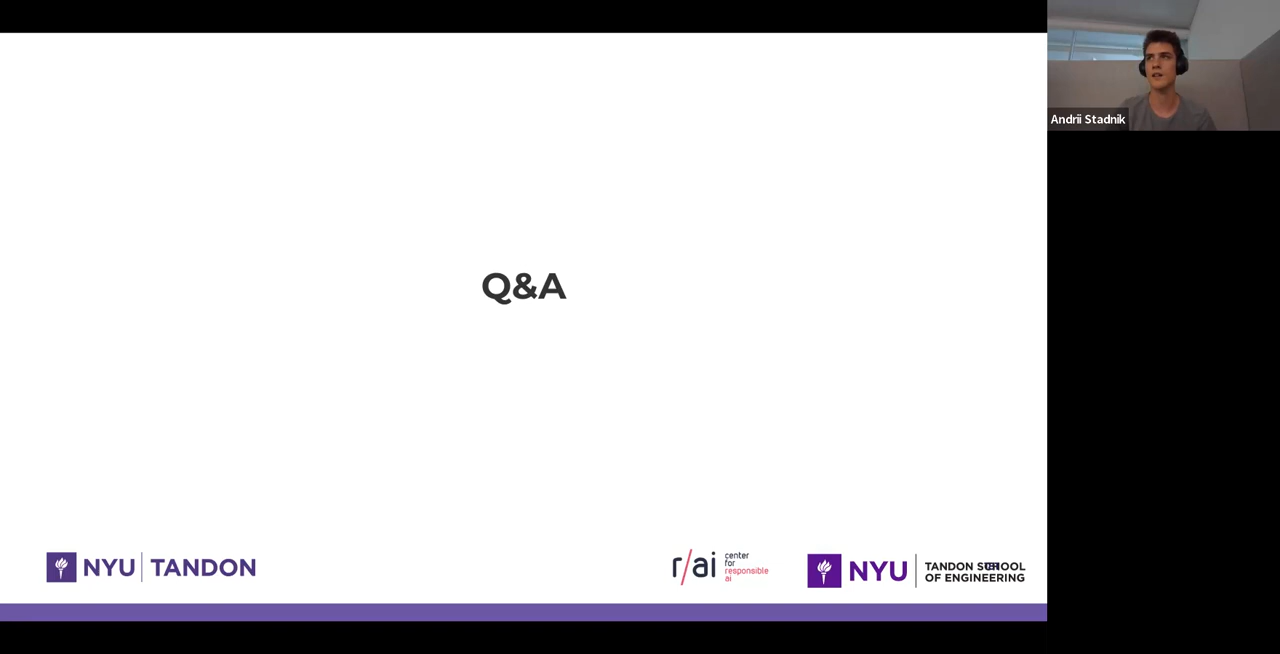 Andrii Stadnik
Q&A
NYU TANDON
r/ai
center
for
responsible
ai
NYU
TANDON SCHOOL
OF ENGINEERING